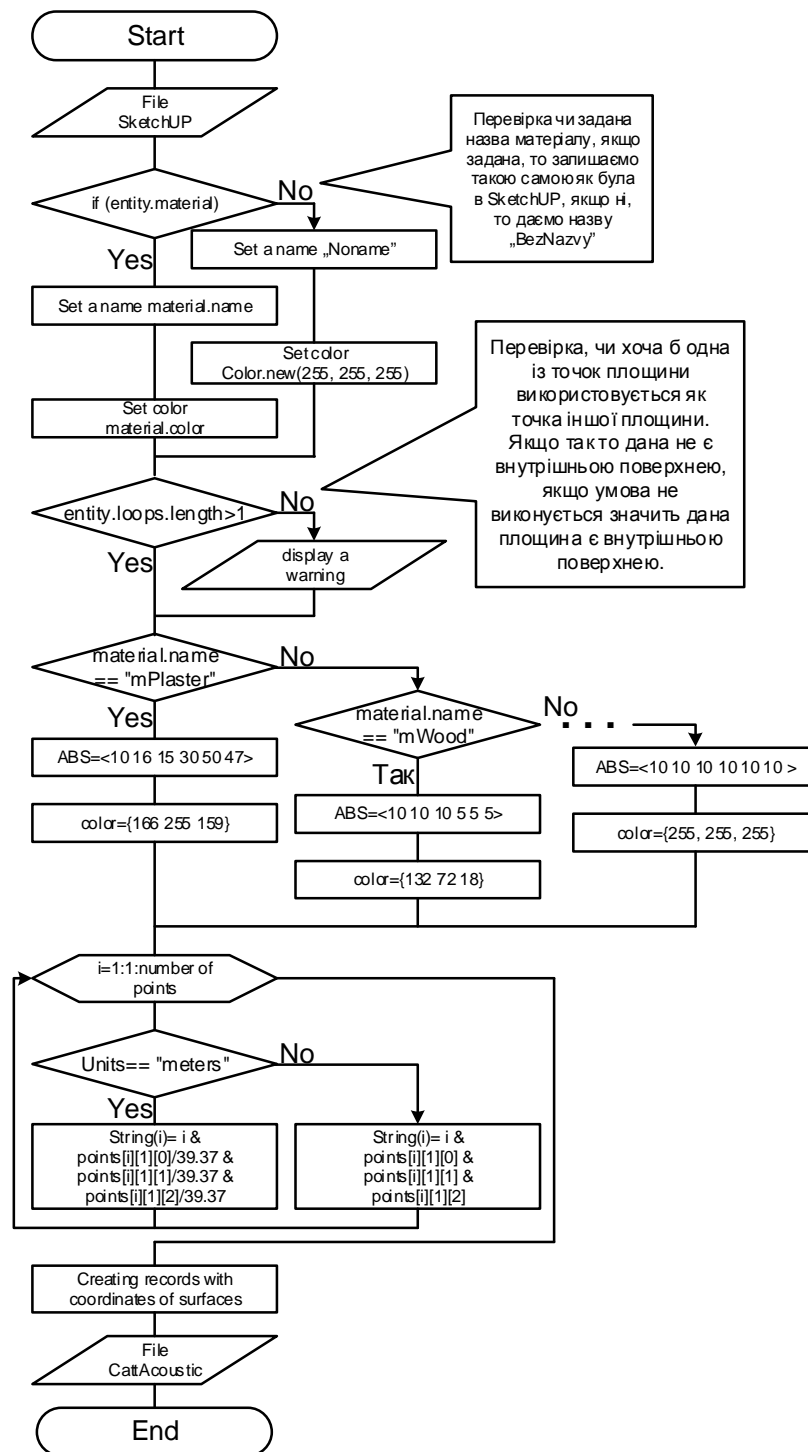 Start
File
SketchUP
if (entity.material)
No
Yes
Set a name „Noname”
Set a name material.name
Set color
Color.new(255, 255, 255)
Set color
material.color
Перевірка чи задана
назва матеріалу, якщо
задана, то залишаємо
такою самою як була
в SketchUP, якщо ні,
то даємо назву
„BezNazvy”
entity.loops.length>1
No
Yes
display a
warning
Перевірка, чи хоча б одна
із точок площини
використовується як
точка іншої площини.
Якщо так то дана не є
внутрішньою поверхнею,
якщо умова не
виконується значить дана
площина є внутрішньою
поверхнею.
material.name
== "mPlaster"
No
Yes
material.name
== "mWood"
No
. . .
Так
ABS=<10 16 15 30 50 47>
color={166 255 159}
ABS=<10 10 10 5 5 5>
color={132 72 18}
ABS=<10 10 10 10 10 10 >
color={255, 255, 255}
i=1:1:number of
points
Units== "meters"
No
Yes
String(i)= i &
points[i][1][0]/39.37 &
points[i][1][1]/39.37 &
points[i][1][2]/39.37
String(i)= i &
points[i][1][0] &
points[i][1][1] &
points[i][1][2]
Creating records with
coordinates of surfaces
File
CattAcoustic
End